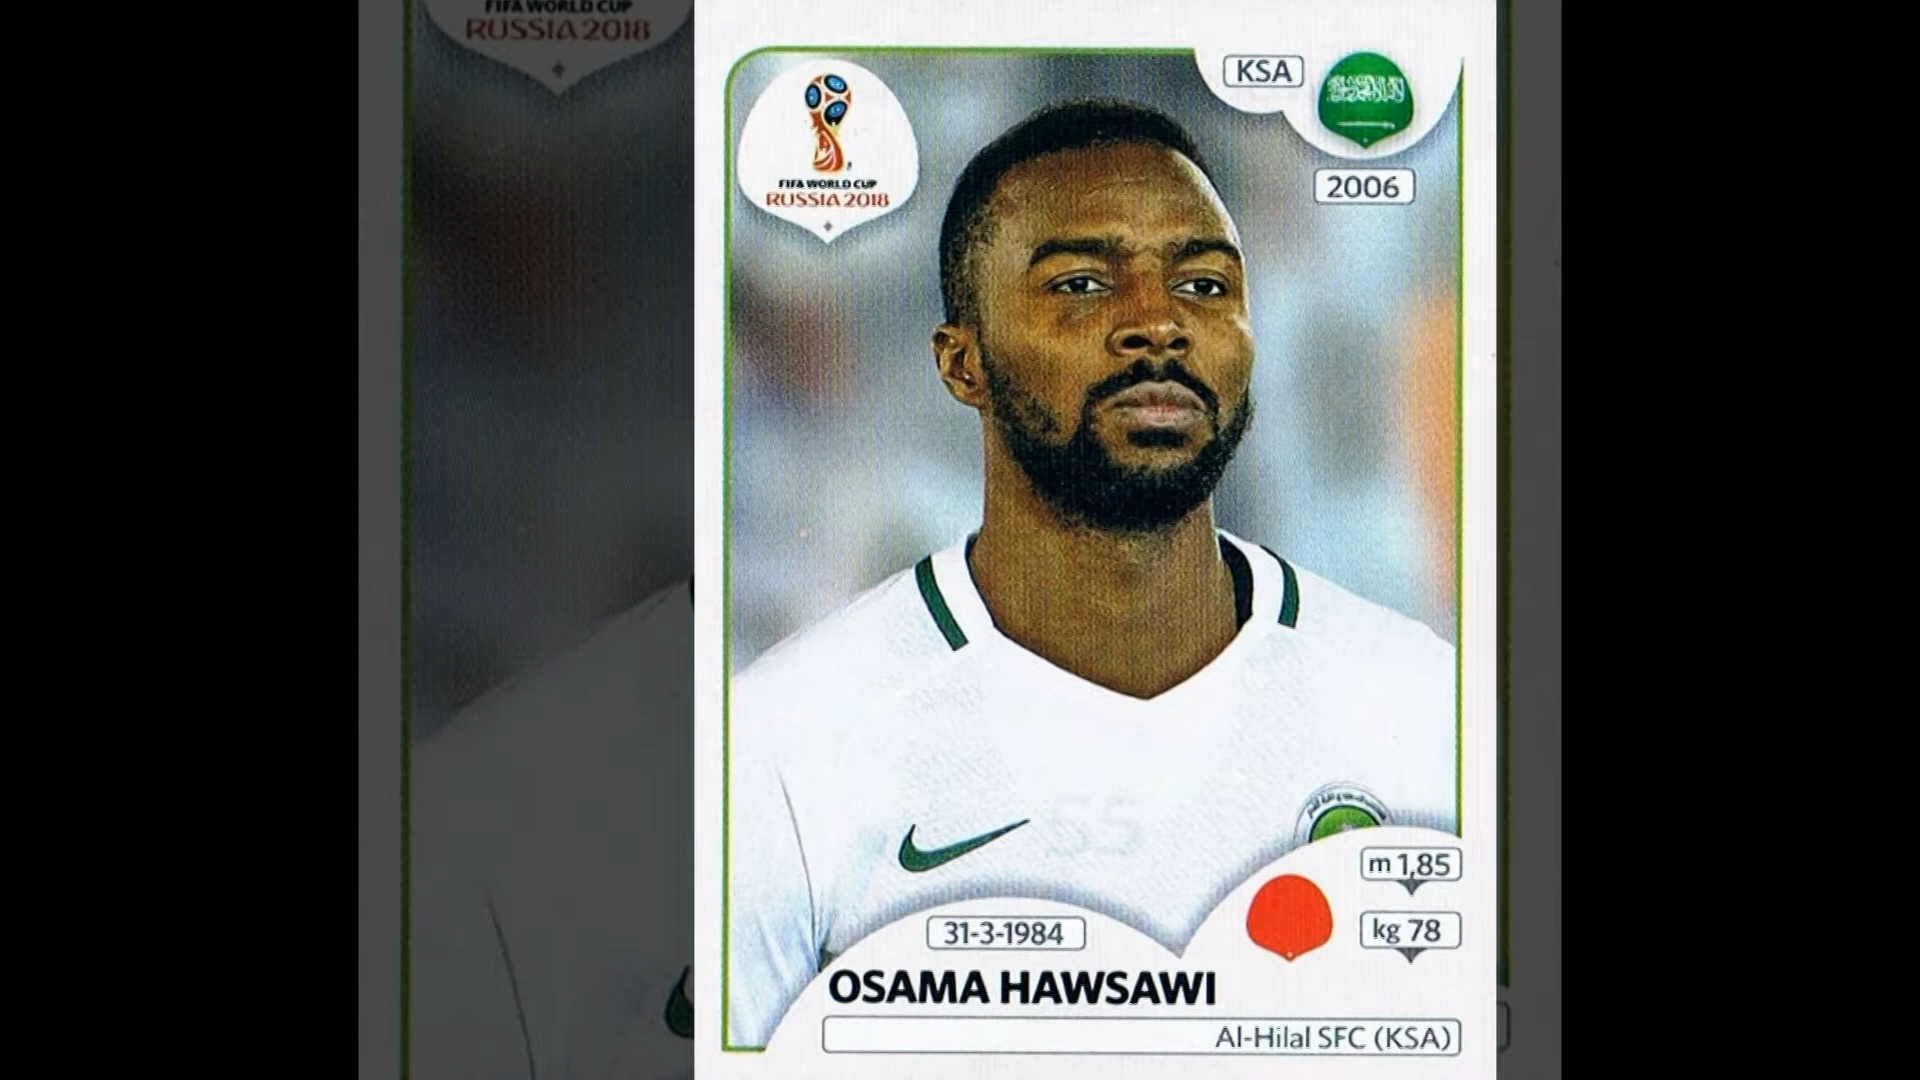 FIFA WORLD CUP
RUSSIA 2018
KSA
2006
FIFA WORLD CUP
RUSSIA 2018
55
m 1,85
kg 78
31-3-1984
OSAMA HAWSAWI
Al-Hilal SFC (KSA)